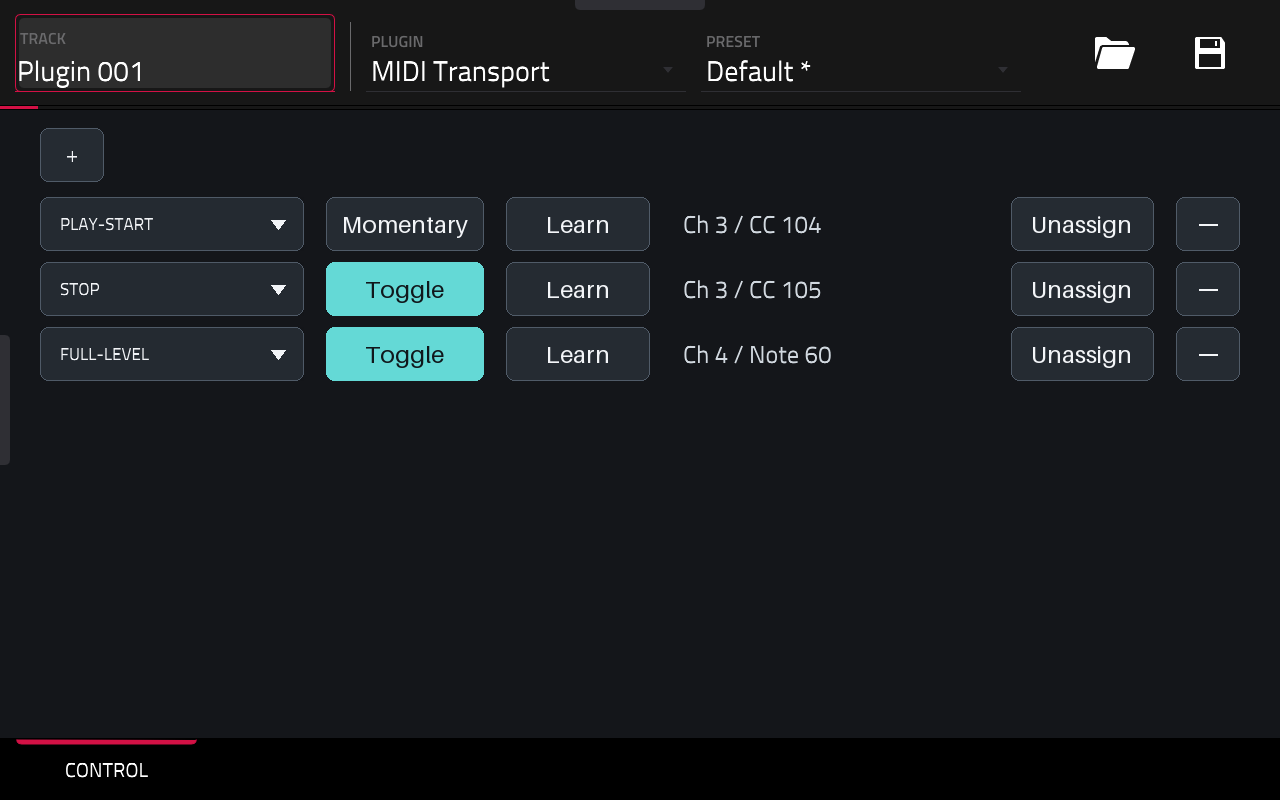 TRACK
Plugin 001
PLUGIN
MIDI Transport
PRESET
Default *
+
PLAY-START
Momentary
Learn
Ch 3 / CC 104
Unassign
—
STOP
Toggle
Learn
Ch 3 / CC 105
Unassign
—
FULL-LEVEL
Toggle
Learn
Ch 4 / Note 60
Unassign
—
CONTROL